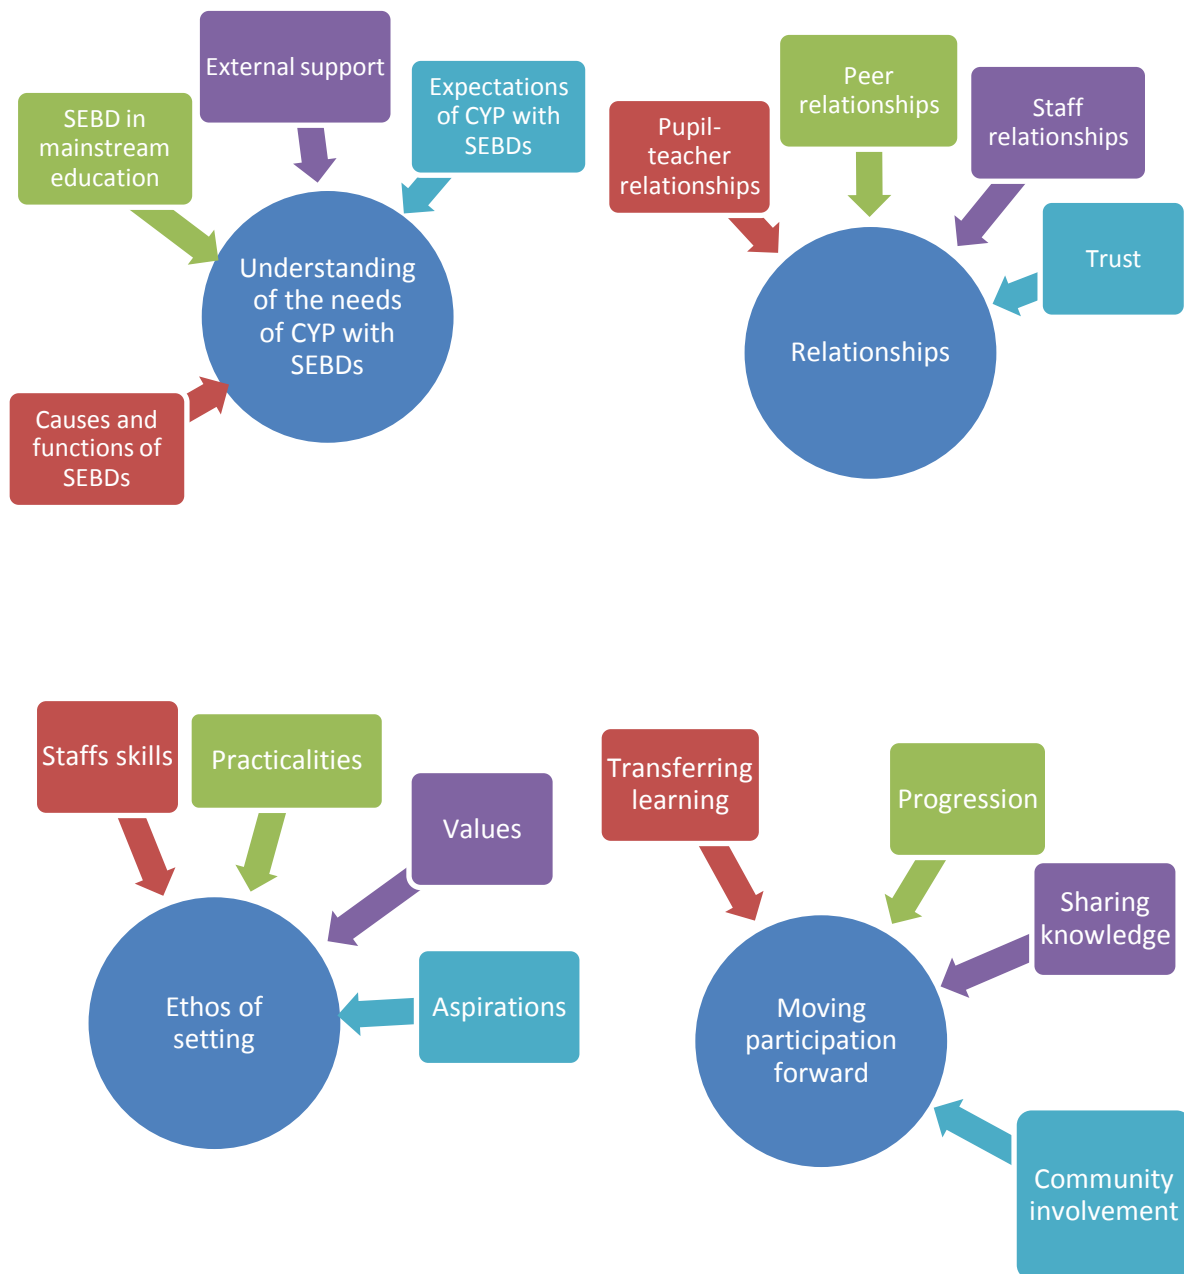 External support
Expectations
of CYP with
SEBDs
SEBD in
mainstream
education
Understanding
of the needs
of CYP with
SEBDs
Causes and
functions of
SEBDs
Peer
relationships
Staff
relationships
Pupil-
teacher
relationships
Trust
Relationships
Staffs skills
Practicalities
Values
Aspirations
Ethos of
setting
Transferring
learning
Progression
Sharing
knowledge
Moving
participation
forward
Community
involvement